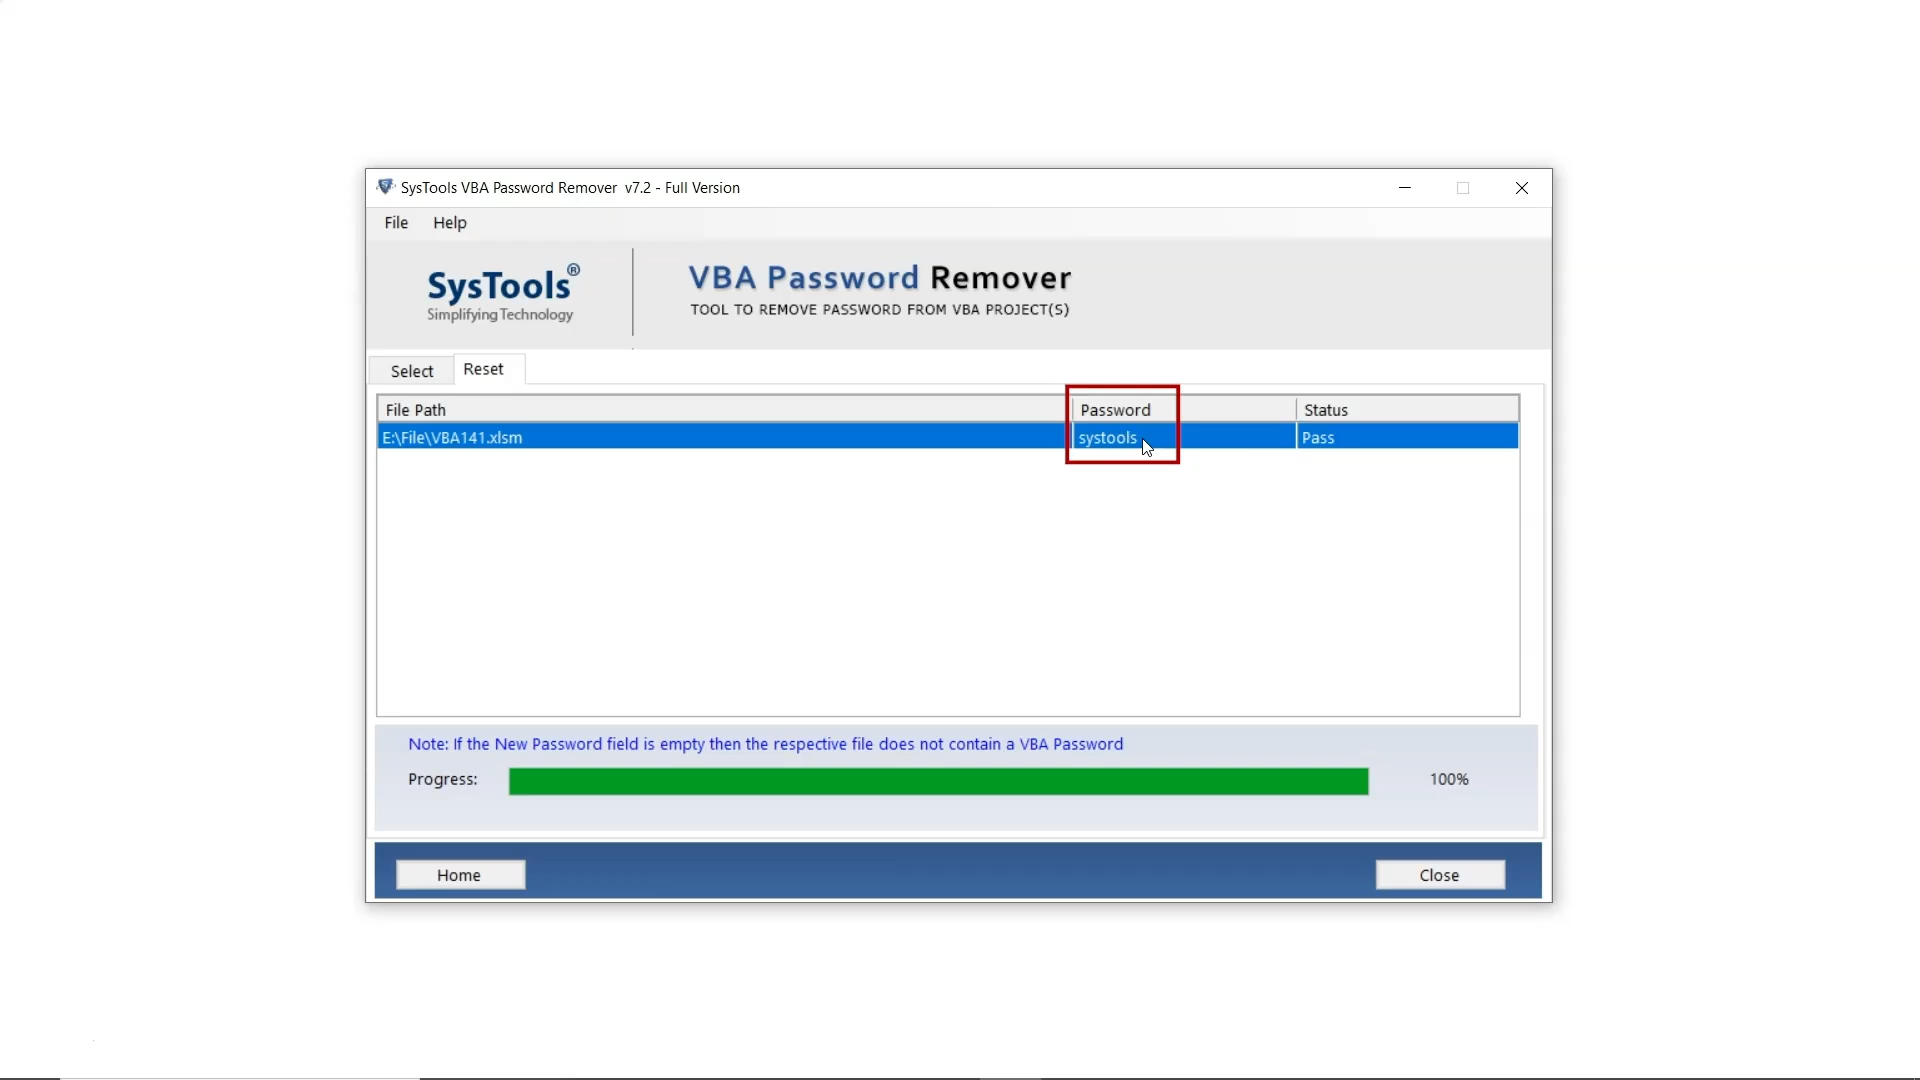 SysTools VBA Password Remover v7.2 - Full Version
File Help
SysTools®
Simplifying Technology
VBA Password Remover
TOOL TO REMOVE PASSWORD FROM VBA PROJECT(S)
Select Reset
File Path Password Status
E:\File\VBA141.xlsm systools Pass
Note: If the New Password field is empty then the respective file does not contain a VBA Password
Progress: 100%
Home Close